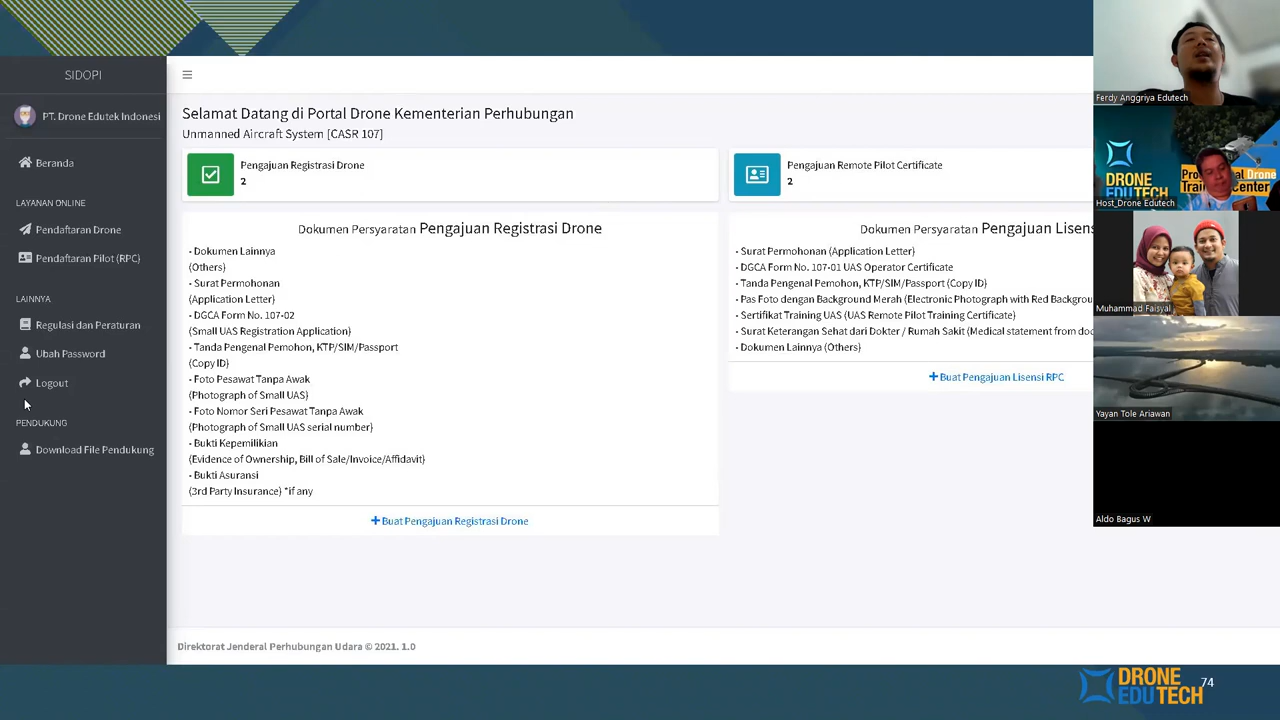 SIDOPI
PT. Drone Edutek Indonesi
Beranda
LAYANAN ONLINE
Pendaftaran Drone
Pendaftaran Pilot (RPC)
LAINNYA
Regulasi dan Peraturan
Ubah Password
Logout
PENDUKUNG
Download File Pendukung
Selamat Datang di Portal Drone Kementerian Perhubungan
Unmanned Aircraft System [CASR 107]
Pengajuan Registrasi Drone
2
Pengajuan Remote Pilot Certificate
2
Dokumen Persyaratan Pengajuan Registrasi Drone
• Dokumen Lainnya
(Others)
• Surat Permohonan
(Application Letter)
• DGCA Form No. 107-02
(Small UAS Registration Application)
• Tanda Pengenal Pemohon, KTP/SIM/Passport
(Copy ID)
• Foto Pesawat Tanpa Awak
(Photograph of Small UAS)
• Foto Nomor Seri Pesawat Tanpa Awak
(Photograph of Small UAS serial number)
• Bukti Kepemilikan
(Evidence of Ownership, Bill of Sale/Invoice/Affidavit)
• Bukti Asuransi
(3rd Party Insurance) *if any
+ Buat Pengajuan Registrasi Drone
Dokumen Persyaratan Pengajuan Lisens
• Surat Permohonan (Application Letter)
• DGCA Form No. 107-01 UAS Operator Certificate
• Tanda Pengenal Pemohon, KTP/SIM/Passport (Copy ID)
• Pas Foto dengan Background Merah (Electronic Photograph with Red Backgrou
• Sertifikat Training UAS (UAS Remote Pilot Training Certificate)
• Surat Keterangan Sehat dari Dokter / Rumah Sakit (Medical statement from doc
• Dokumen Lainnya (Others)
+ Buat Pengajuan Lisensi RPC
Direktorat Jenderal Perhubungan Udara © 2021. 1.0
Ferdy Anggriya Edutech
DRONE
EDUTECH
Host_Drone Edutech
Muhammad Faisyal
Yayan Tole Ariawan
Aldo Bagus W
DRONE
EDUTECH
74